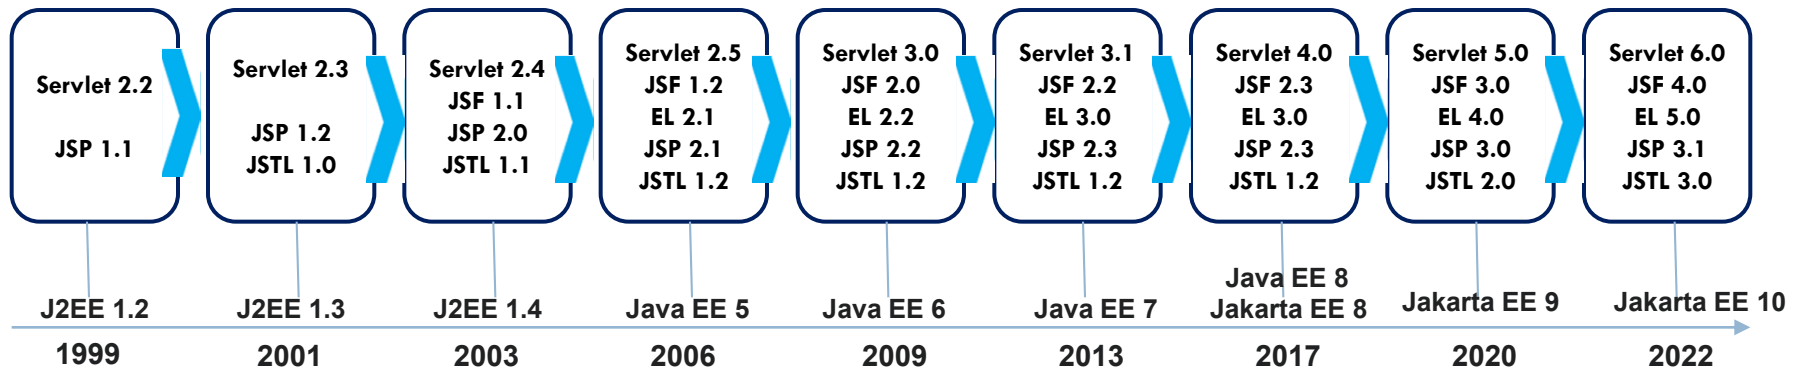 Servlet 2.2
JSP 1.1
Servlet 2.3
JSP 1.2
JSTL 1.0
Servlet 2.4
JSF 1.1
JSP 2.0
JSTL 1.1
Servlet 2.5
JSF 1.2
EL 2.1
JSP 2.1
JSTL 1.2
Servlet 3.0
JSF 2.0
EL 2.2
JSP 2.2
JSTL 1.2
Servlet 3.1
JSF 2.2
EL 3.0
JSP 2.3
JSTL 1.2
Servlet 4.0
JSF 2.3
EL 3.0
JSP 2.3
JSTL 1.2
Servlet 5.0
JSF 3.0
EL 4.0
JSP 3.0
JSTL 2.0
Servlet 6.0
JSF 4.0
EL 5.0
JSP 3.1
JSTL 3.0
J2EE 1.2
J2EE 1.3
J2EE 1.4
Java EE 5
Java EE 6
Java EE 7
Java EE 8
Jakarta EE 8
Jakarta EE 9
Jakarta EE 10
1999
2001
2003
2006
2009
2013
2017
2020
2022